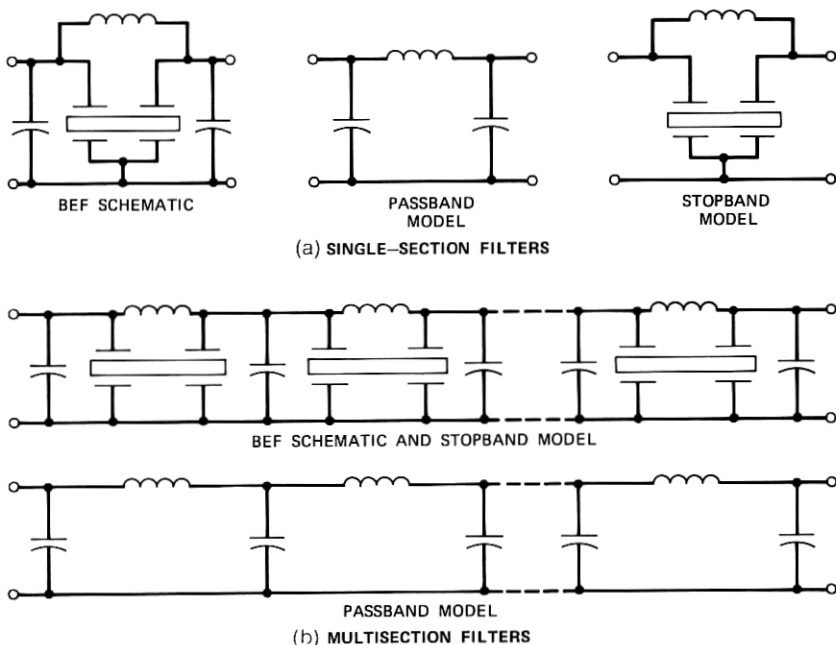 BEF SCHEMATIC
PASSBAND
MODEL
STOPBAND
MODEL
(a) SINGLE–SECTION FILTERS
BEF SCHEMATIC AND STOPBAND MODEL
PASSBAND MODEL
(b) MULTISECTION FILTERS